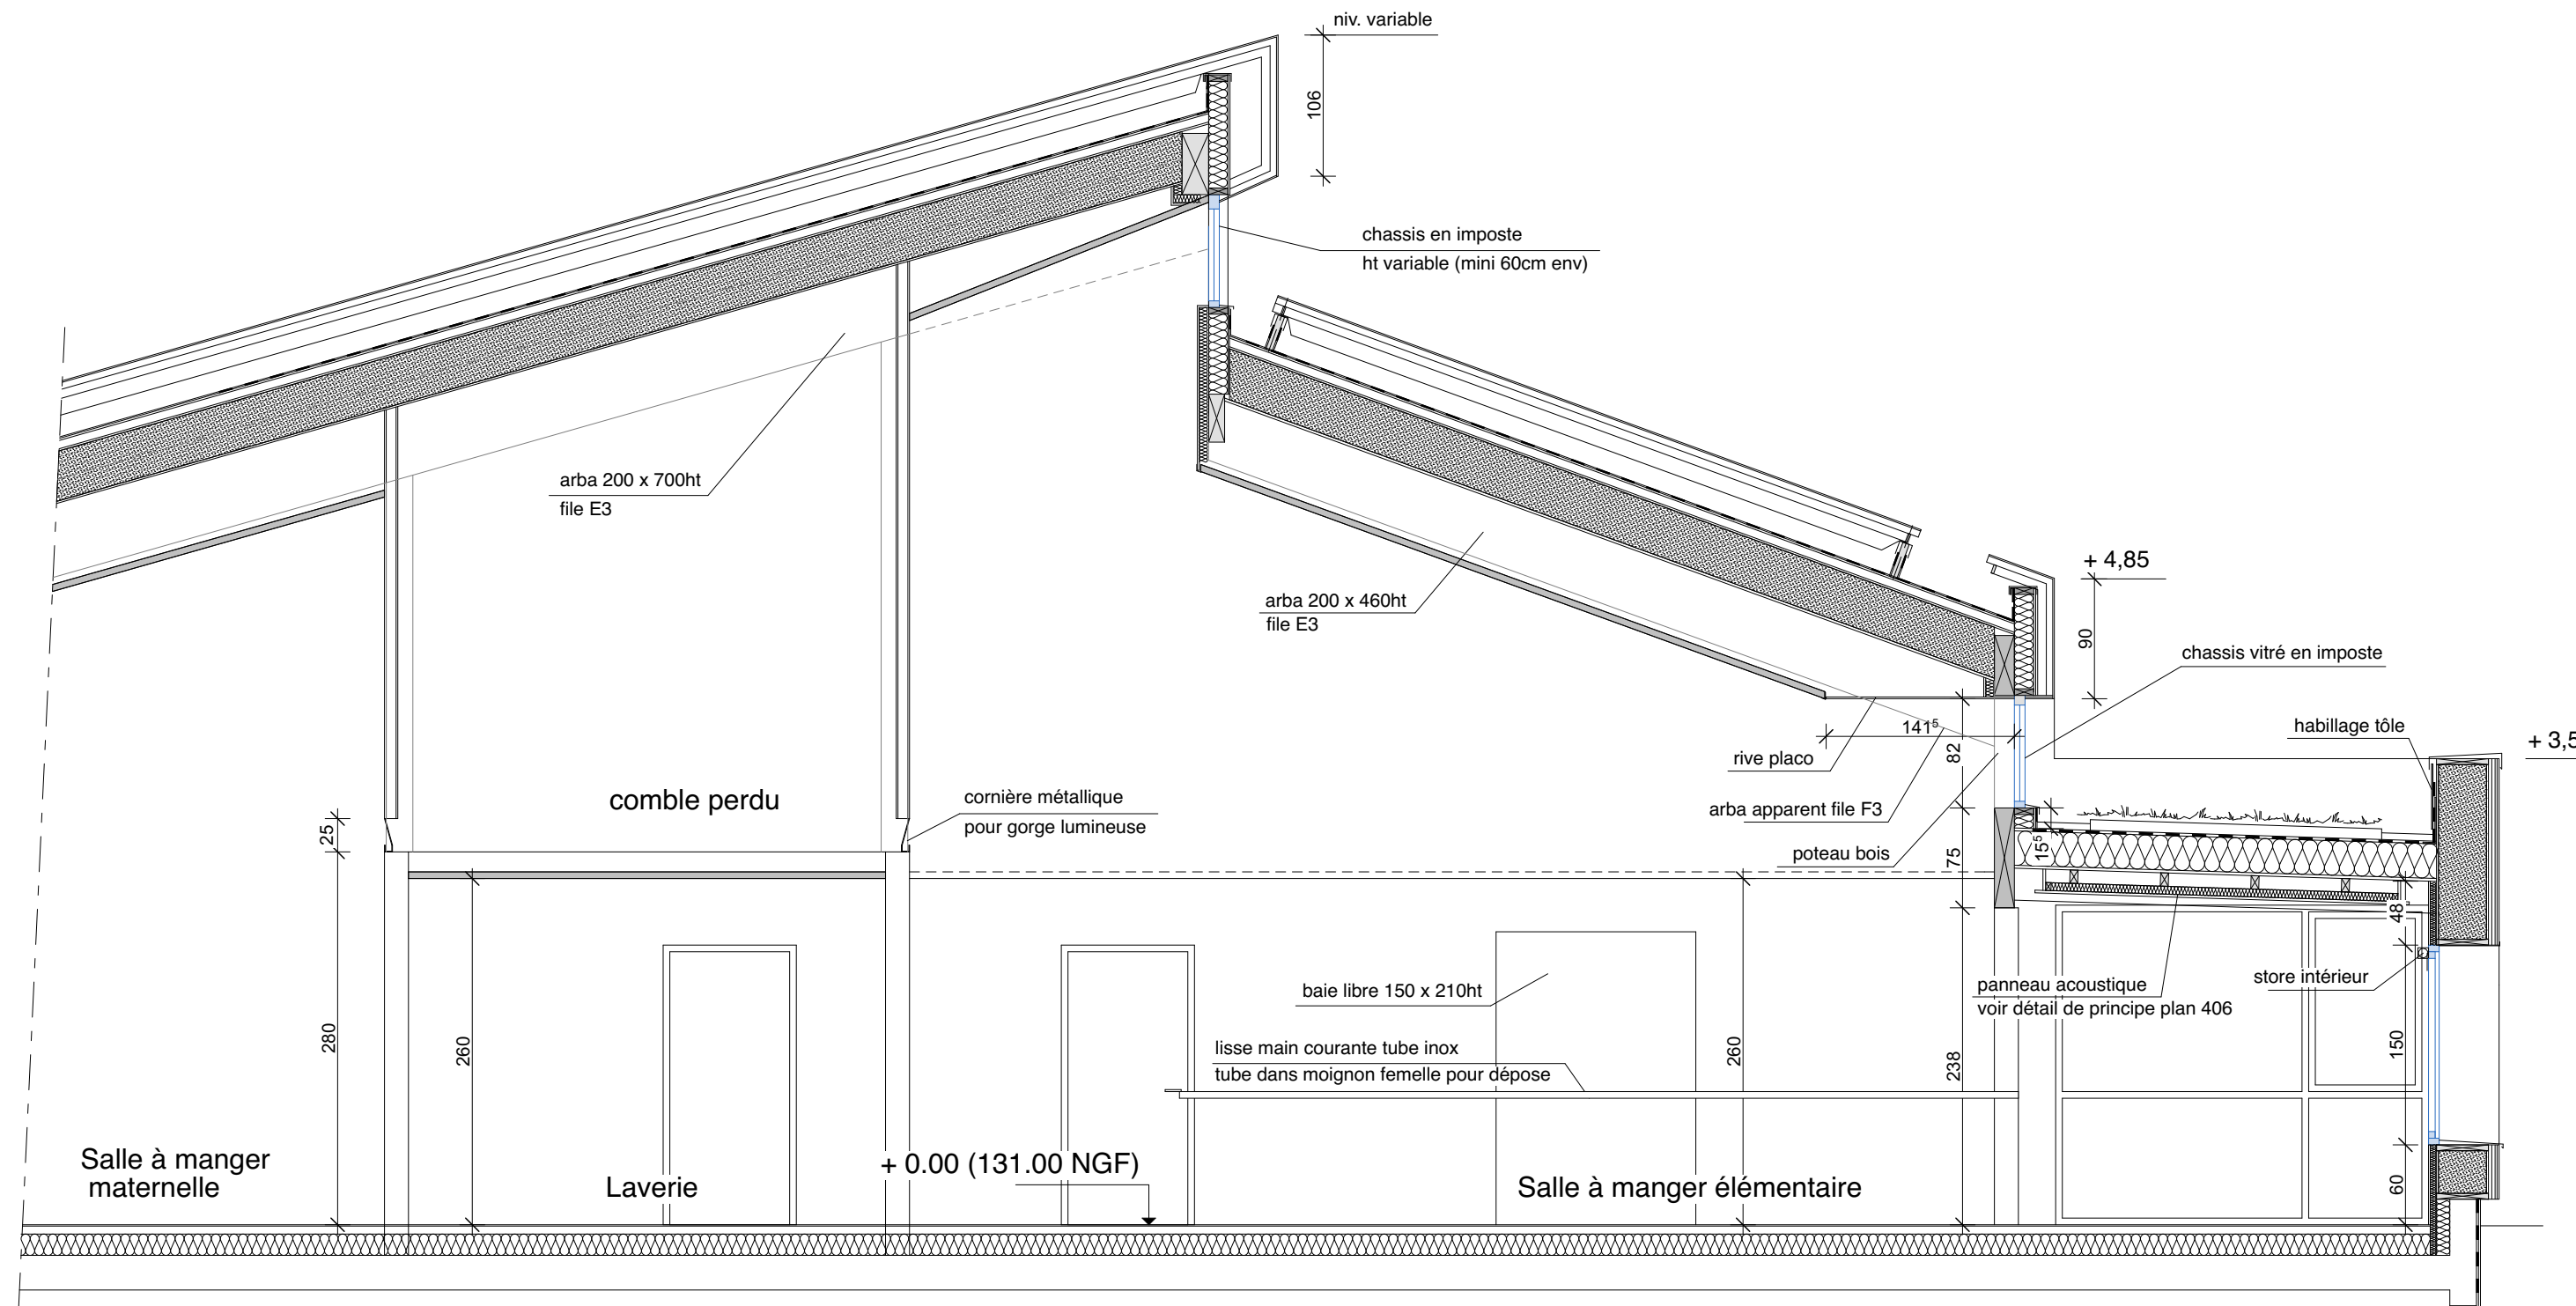 niv. variable
106
chassis en imposte
ht variable (mini 60cm env)
arba 200 x 700ht
file E3
arba 200 x 460ht
file E3
+ 4,85
90
chassis vitré en imposte
habillage tôle
+ 3,5
141⁵
82
rive placo
arba apparent file F3
poteau bois
75
15⁵
comble perdu
cornière métallique
pour gorge lumineuse
25
48
280
260
baie libre 150 x 210ht
lisse main courante tube inox
tube dans moignon femelle pour dépose
260
238
panneau acoustique
voir détail de principe plan 406
store intérieur
150
60
Salle à manger
maternelle
Laverie
+ 0.00 (131.00 NGF)
Salle à manger élémentaire